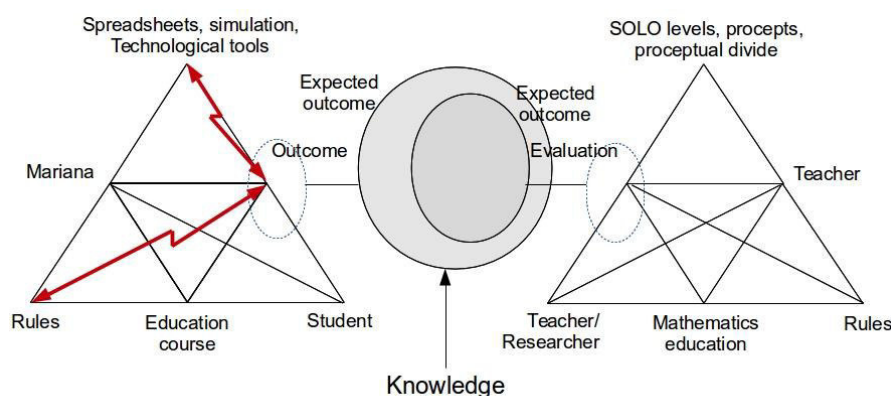 Spreadsheets, simulation,
Technological tools
SOLO levels, procepts,
proceptual divide
Expected
outcome
Expected
outcome
Mariana
Outcome
Evaluation
Teacher
Rules
Education
course
Student
Teacher/
Researcher
Mathematics
education
Rules
Knowledge